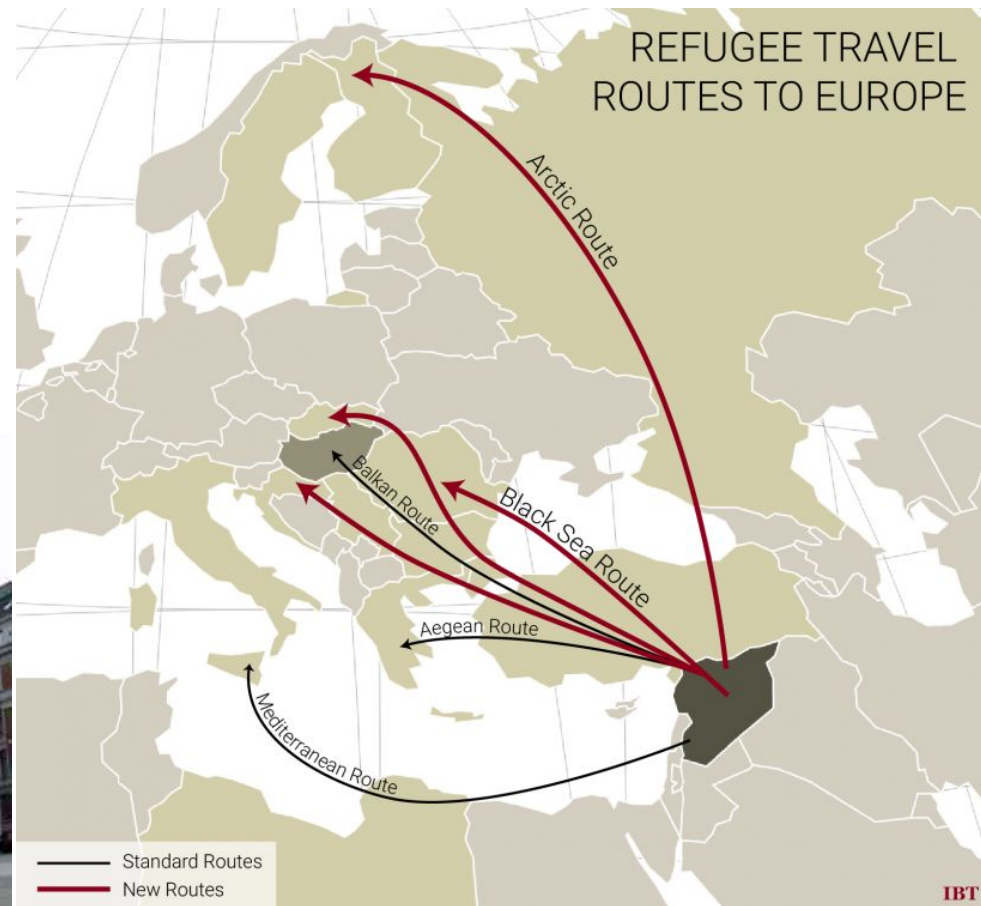 REFUGEE TRAVEL
ROUTES TO EUROPE
Arctic Route
Balkan Route
Black Sea Route
Aegean Route
Mediterranean Route
Standard Routes
New Routes
IBT